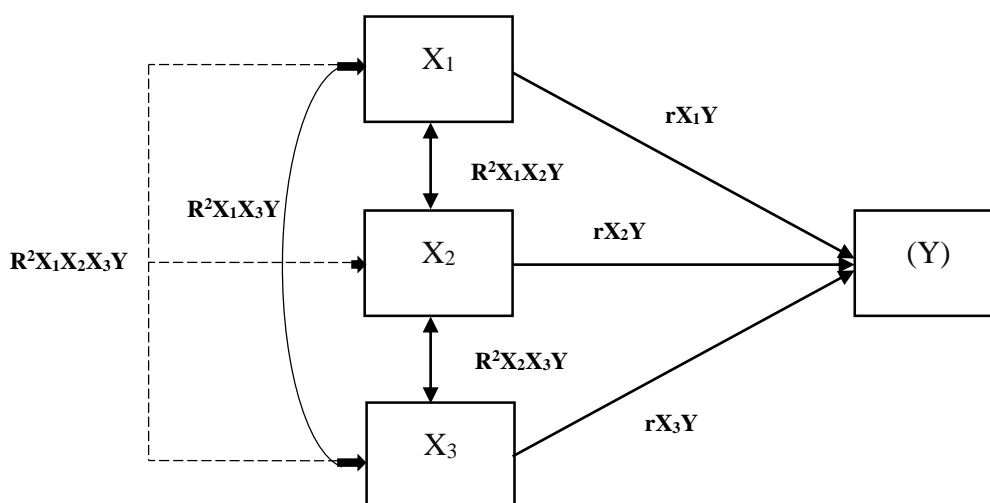 X₁
rX₁Y
R²X₁X₂Y
R²X₁X₃Y
rX₂Y
X₂
(Y)
R²X₁X₂X₃Y
R²X₂X₃Y
rX₃Y
X₃